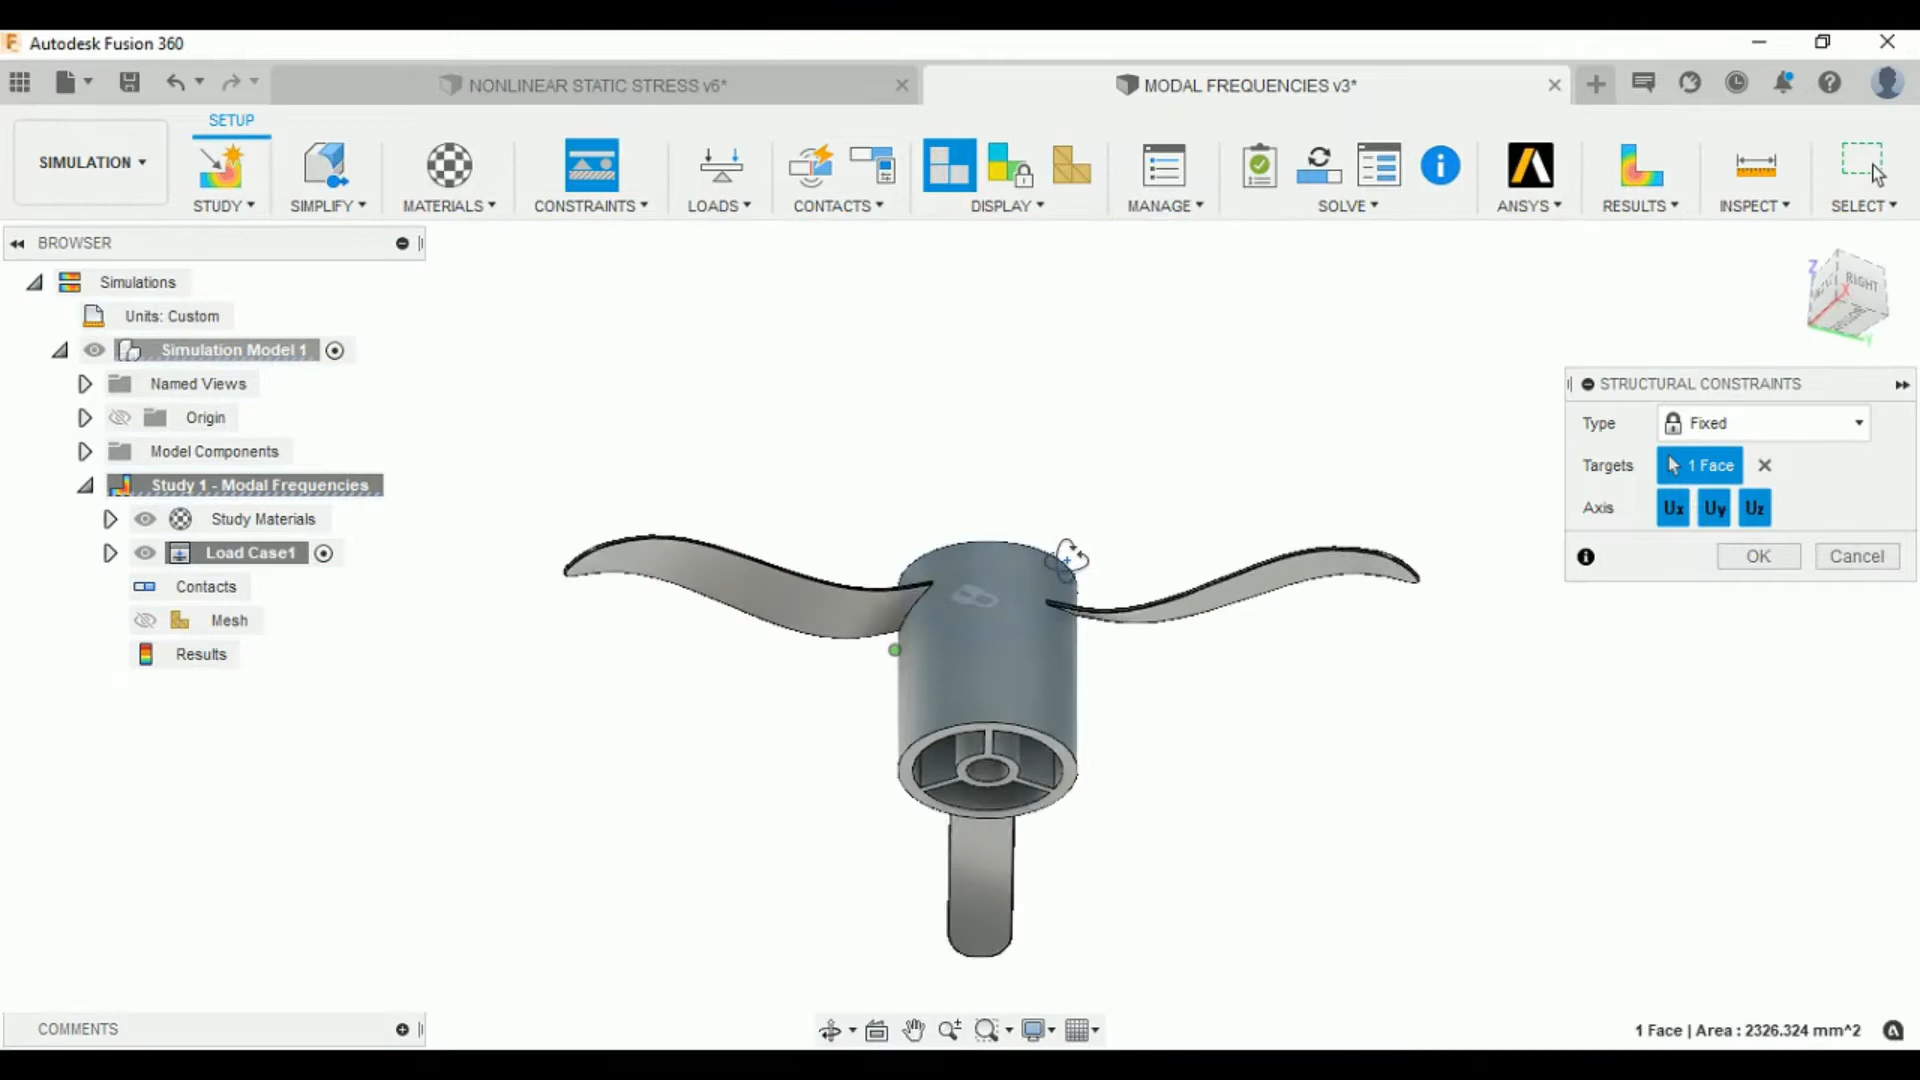 Autodesk Fusion 360
NONLINEAR STATIC STRESS v6*
MODAL FREQUENCIES v3*
SETUP
SIMULATION
STUDY
SIMPLIFY
MATERIALS
CONSTRAINTS
LOADS
CONTACTS
DISPLAY
MANAGE
SOLVE
ANSYS
RESULTS
INSPECT
SELECT
BROWSER
Simulations
Units: Custom
Simulation Model 1
Named Views
Origin
Model Components
Study 1 - Modal Frequencies
Study Materials
Load Case1
Contacts
Mesh
Results
Z
RIGHT
X
Y
STRUCTURAL CONSTRAINTS
Type
Fixed
Targets
1 Face
Axis
Ux
Uy
Uz
OK
Cancel
COMMENTS
1 Face | Area : 2326.324 mm^2